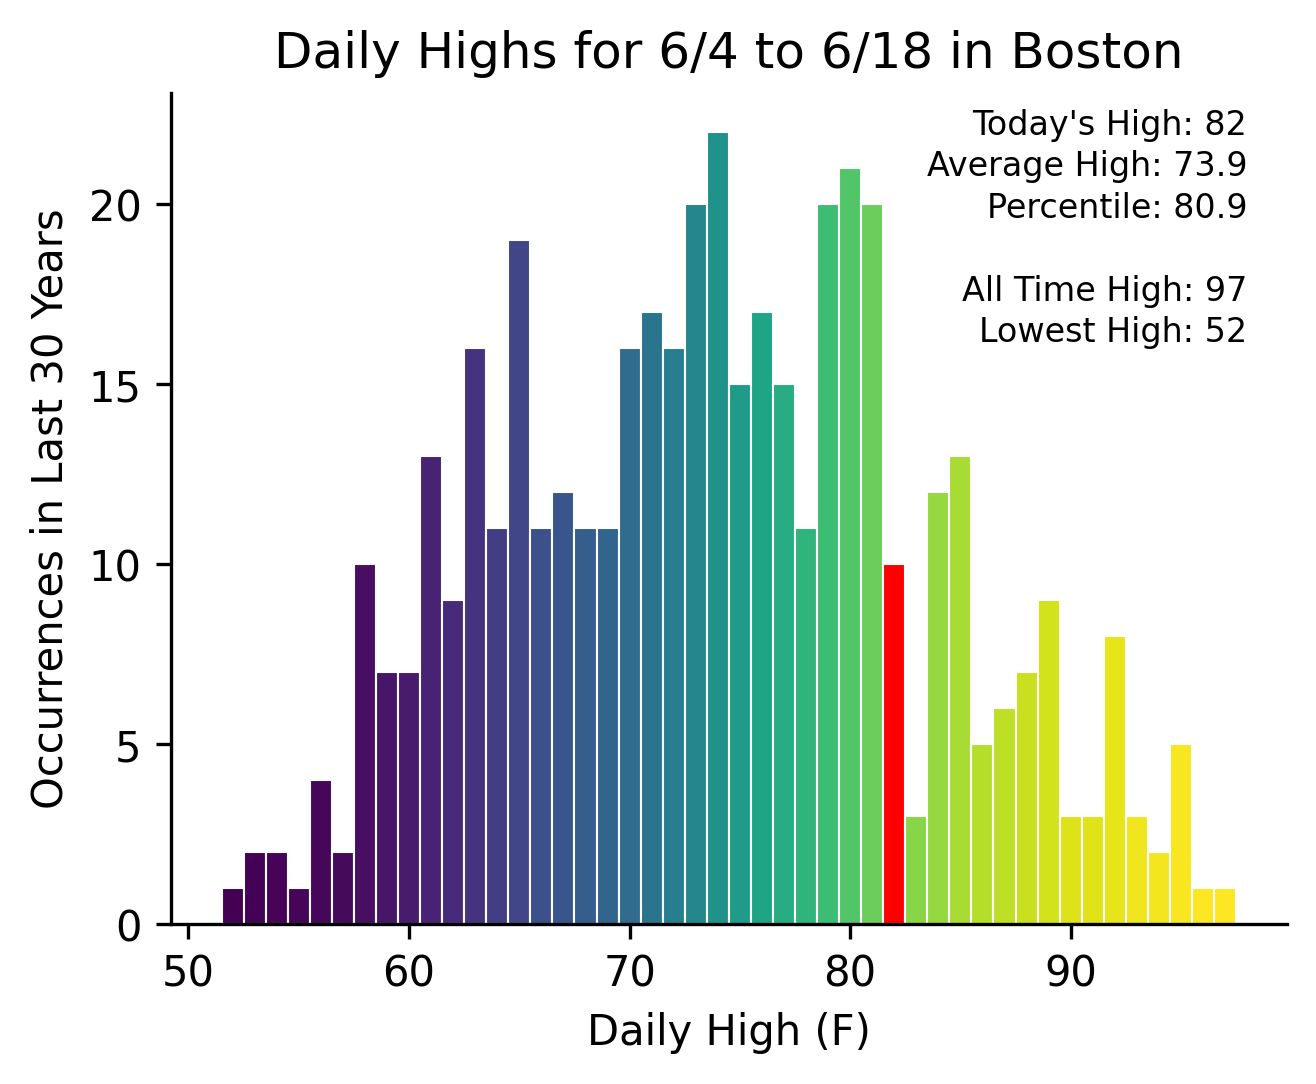 Daily Highs for 6/4 to 6/18 in Boston
Today's High: 82
Average High: 73.9
Percentile: 80.9
All Time High: 97
Lowest High: 52
Occurrences in Last 30 Years
20
15
10
5
0
50 60 70 80 90
Daily High (F)